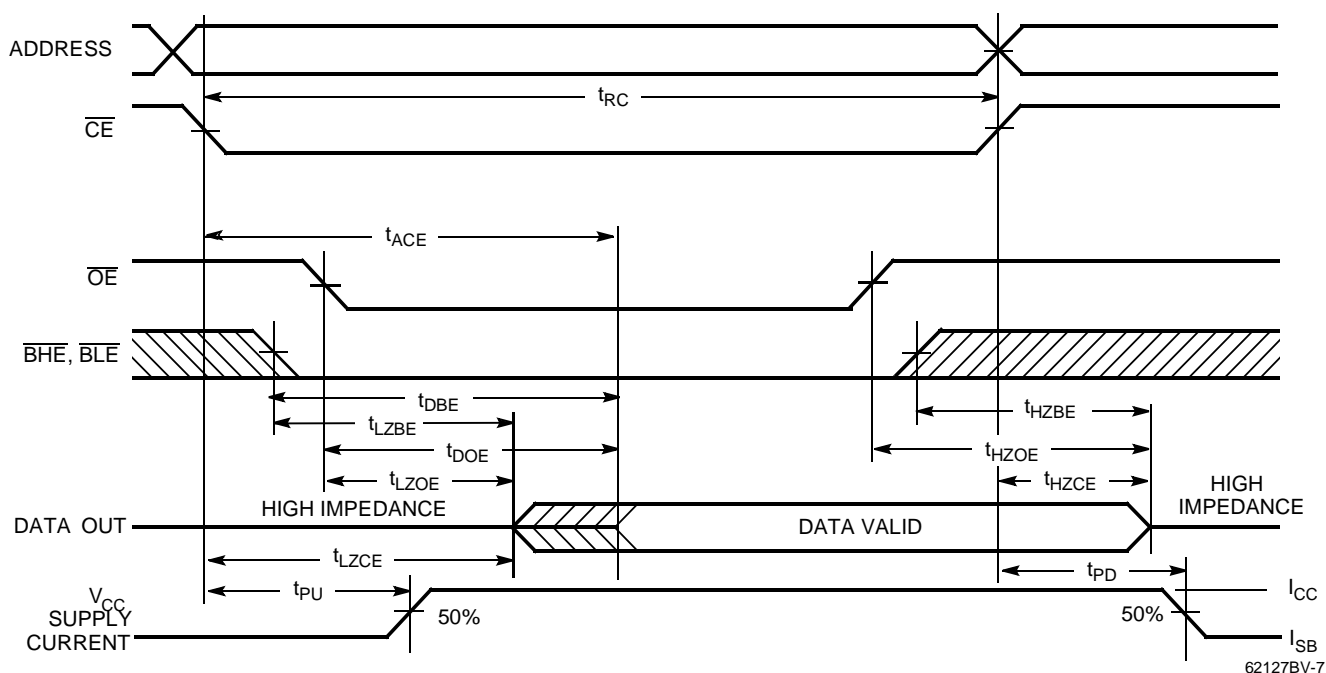 ADDRESS
tRC
CE
tACE
OE
BHE, BLE
tDBE
tLZBE
tHZBE
tDOE
tHZOE
tLZOE
tHZCE
HIGH IMPEDANCE
HIGH
IMPEDANCE
DATA OUT
DATA VALID
tLZCE
tPU
tPD
VCC
SUPPLY
CURRENT
50%
50%
ICC
ISB
62127BV-7